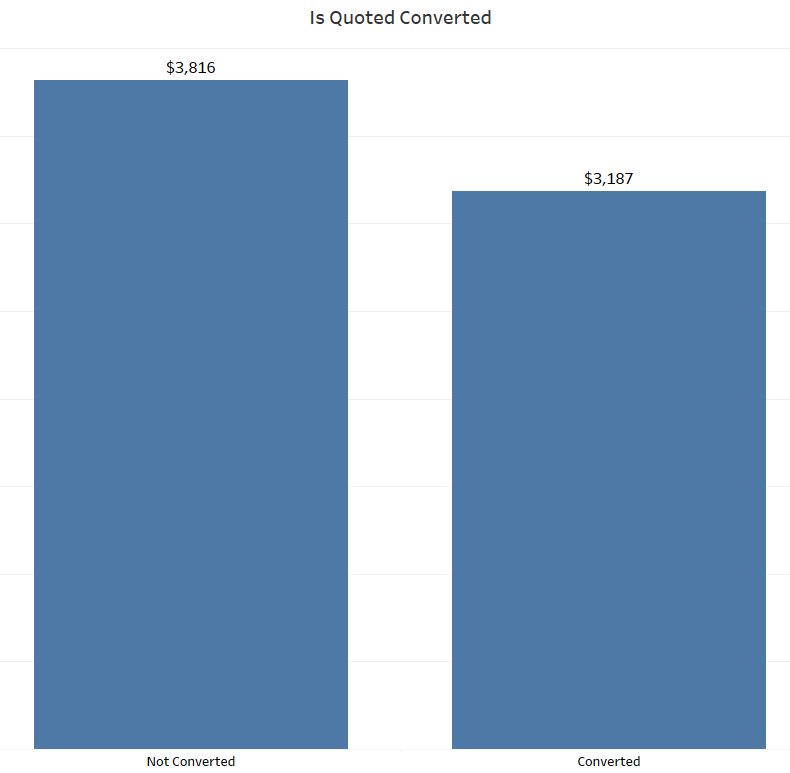 Is Quoted Converted
$3,816
$3,187
Not Converted
Converted